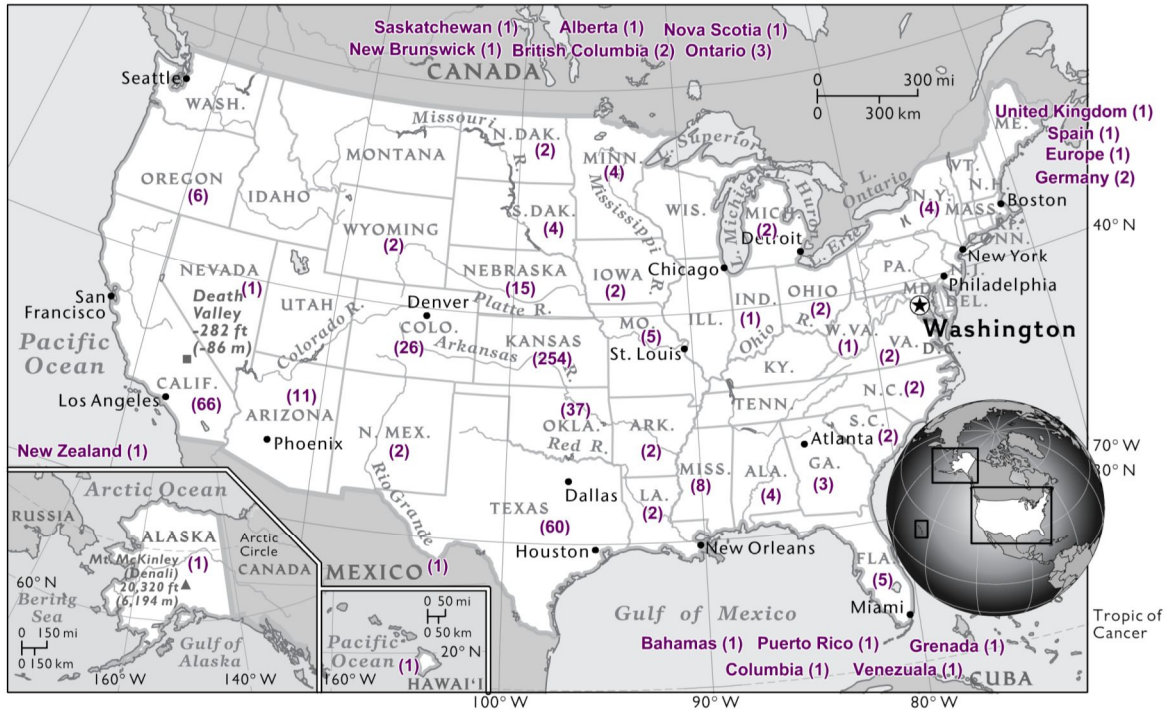 Saskatchewan (1) Alberta (1) Nova Scotia (1)
New Brunswick (1) British Columbia (2) Ontario (3)
CANADA
0 300 mi
0 300 km
Seattle
WASH.
Missouri R.
N.DAK.
(2)
MONTANA
MINN.
(4)
L. Superior
United Kingdom (1)
ME.
Spain (1)
Europe (1)
Germany (2)
VT.
N.H.
OREGON
(6)
IDAHO
S.DAK.
(4)
Mississippi R.
WIS.
L. Michigan
L. Huron
MICH.
(2)
L. Ontario
L. Erie
N.Y.
(4)
MASS.
Boston
R.I.
CONN.
40° N
WYOMING
(2)
Detroit
New York
NEVADA
(1)
NEBRASKA
(15)
IOWA
(2)
Chicago
PA.
N.J.
Philadelphia
San
Francisco
Death
Valley
-282 ft
(-86 m)
UTAH
Colorado R.
Denver
Platte R.
IND.
(1)
OHIO
(2)
MD.
DEL.
Washington
D.C.
Pacific
Ocean
COLO.
(26)
Arkansas R.
KANSAS
(254)
MO.
(5)
ILL.
St. Louis
Ohio R.
W.VA.
(1)
VA.
(2)
KY.
CALIF.
(66)
Los Angeles
(11)
ARIZONA
Phoenix
N. MEX.
(2)
(37)
OKLA.
Red R.
ARK.
(2)
TENN.
N.C. (2)
S.C.
(2)
Atlanta
70° W
30° N
New Zealand (1)
Rio Grande
Dallas
MISS.
(8)
ALA.
(4)
GA.
(3)
TEXAS
(60)
LA.
(2)
Houston
New Orleans
Arctic Ocean
RUSSIA
ALASKA
(1)
Arctic
Circle
CANADA
Mt. McKinley
(Denali)
20,320 ft
(6,194 m)
60° N
Bering
Sea
0 150 mi
0 150 km
Gulf of
Alaska
160° W
140° W
MEXICO (1)
0 50 mi
0 50 km
Pacific
Ocean
(1)
20° N
160° W
HAWAI'I
FLA.
(5)
Miami
Gulf of Mexico
Tropic of
Cancer
Bahamas (1) Puerto Rico (1) Grenada (1)
Columbia (1) Venezuala (1)
CUBA
100° W
90° W
80° W